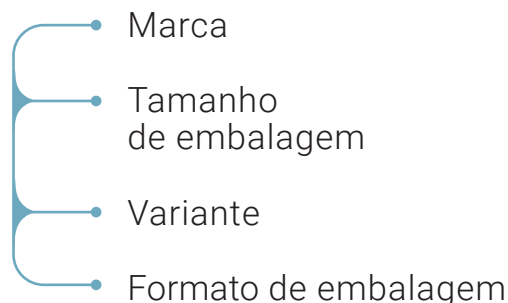 Marca
Tamanho
de embalagem
Variante
Formato de embalagem